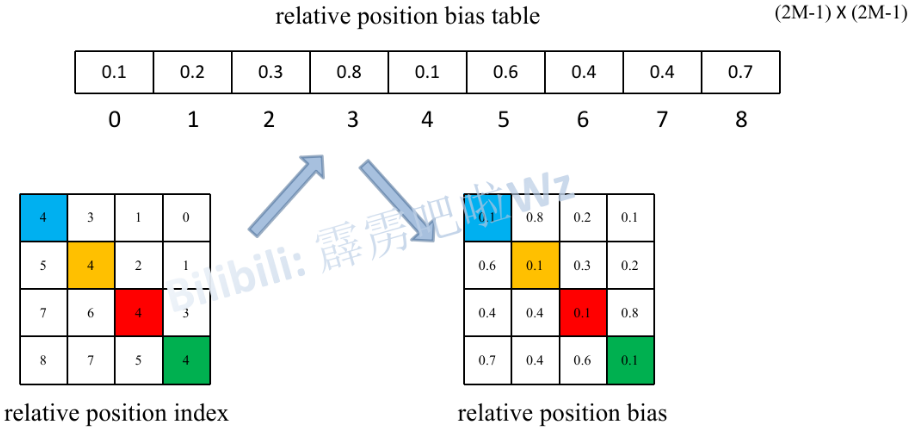 relative position bias table
(2M-1) X (2M-1)
0.1 0.2 0.3 0.8 0.1 0.6 0.4 0.4 0.7
0 1 2 3 4 5 6 7 8
4 3 1 0
5 4 2 1
7 6 4 3
8 7 5 4
relative position index
0.1 0.8 0.2 0.1
0.6 0.1 0.3 0.2
0.4 0.4 0.1 0.8
0.7 0.4 0.6 0.1
relative position bias
Bilibili: 霹雳吧啦Wz